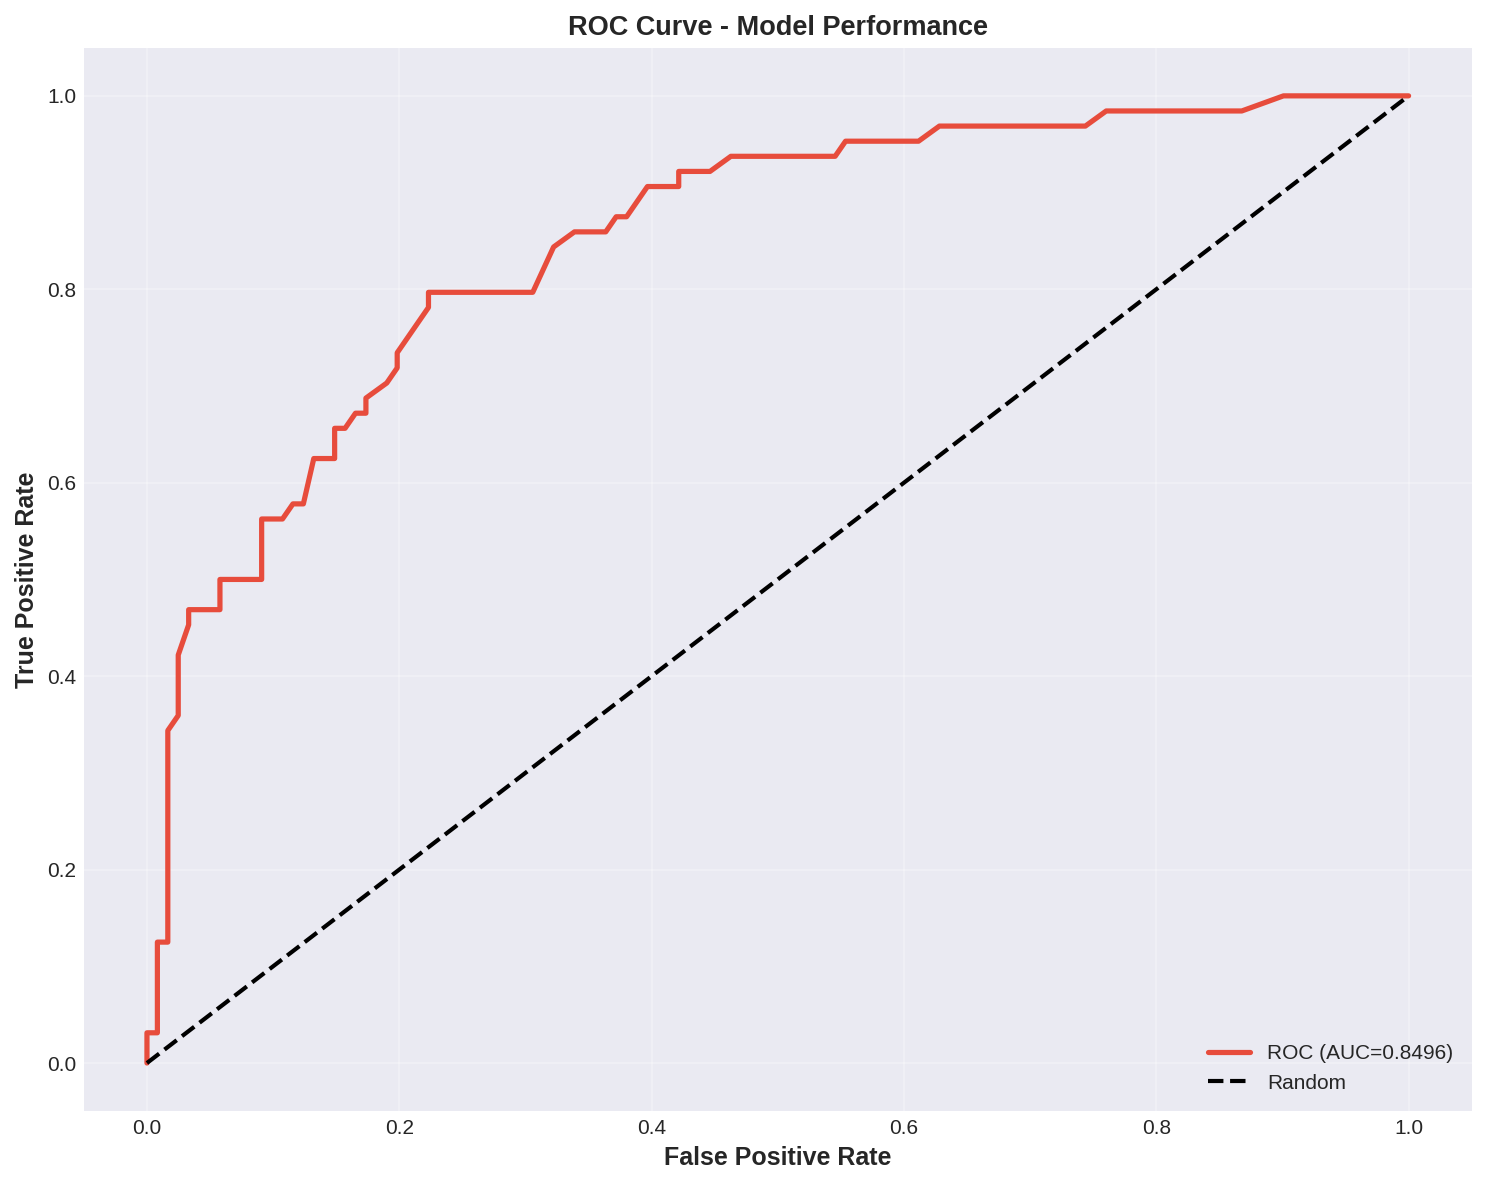 ROC Curve - Model Performance
1.0
0.8
0.6
0.4
0.2
0.0
True Positive Rate
ROC (AUC=0.8496)
Random
0.0 0.2 0.4 0.6 0.8 1.0
False Positive Rate